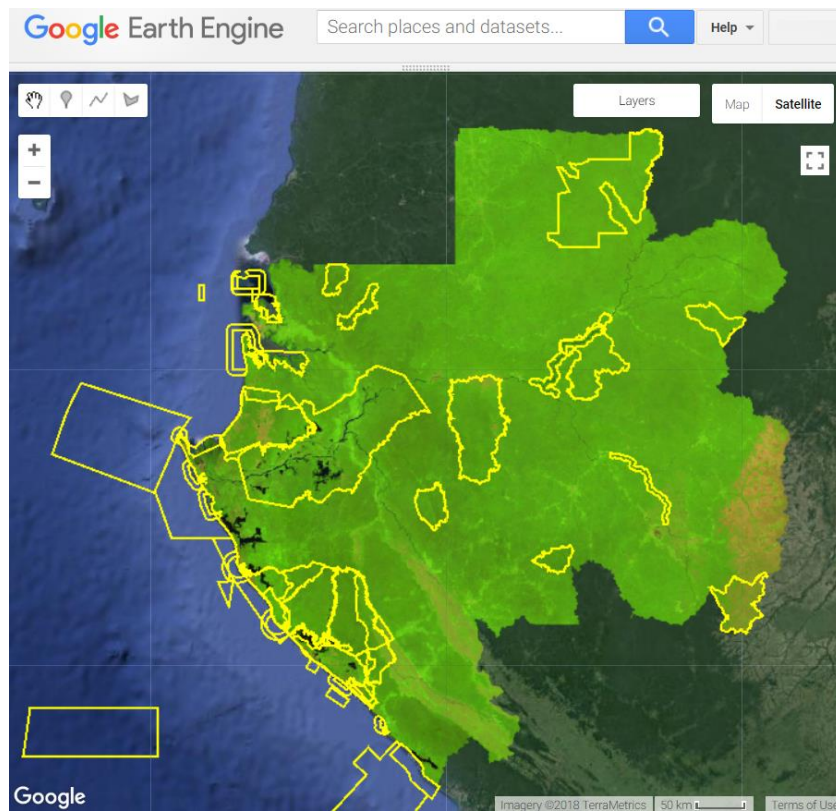 Google Earth Engine
Search places and datasets...
Help
Layers
Map
Satellite
+
−
Google
Imagery ©2018 TerraMetrics
50 km
Terms of Use